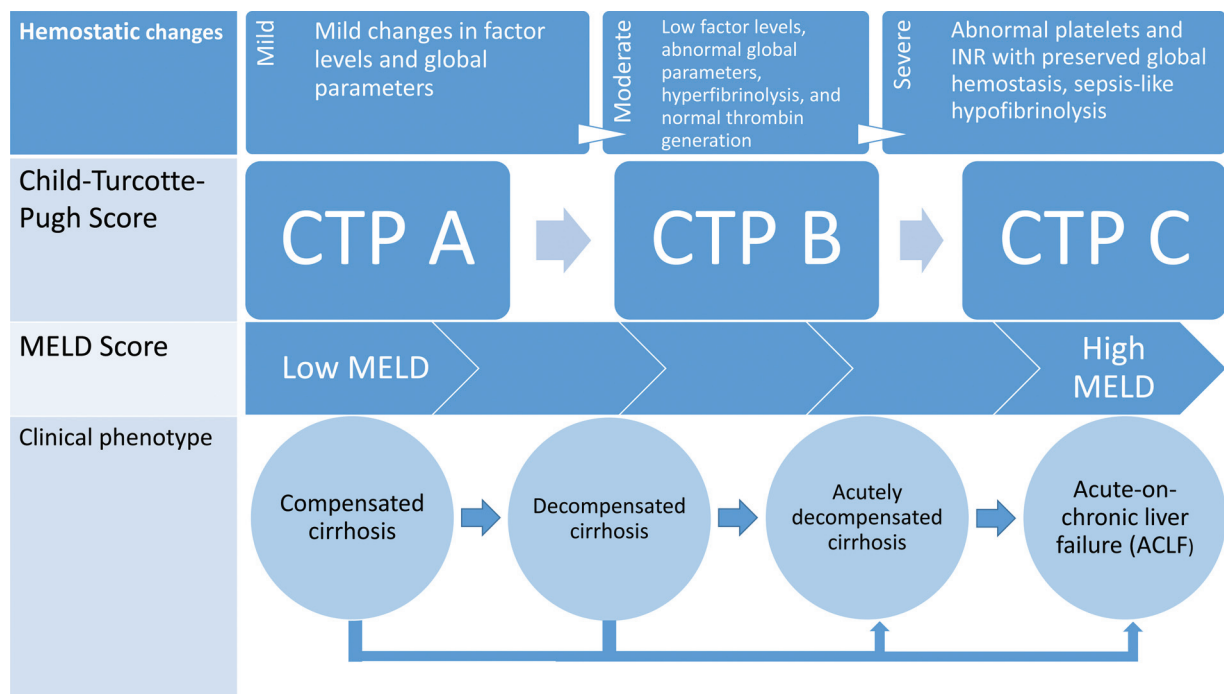 Hemostatic changes
Mild
Mild changes in factor
levels and global
parameters
Moderate
Low factor levels,
abnormal global
parameters,
hyperfibrinolysis, and
normal thrombin
generation
Severe
Abnormal platelets and
INR with preserved global
hemostasis, sepsis-like
hypofibrinolysis
Child-Turcotte-
Pugh Score
CTP A
CTP B
CTP C
MELD Score
Low MELD
High
MELD
Clinical phenotype
Compensated
cirrhosis
Decompensated
cirrhosis
Acutely
decompensated
cirrhosis
Acute-on-
chronic liver
failure (ACLF)